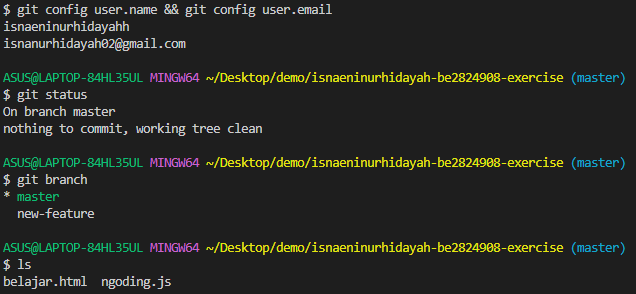 $ git config user.name && git config user.email
isnaeninurhidayahh
isnanurhidayah02@gmail.com
ASUS@LAPTOP-84HL35UL MINGW64 ~/Desktop/demo/isnaeninurhidayah-be2824908-exercise (master)
$ git status
On branch master
nothing to commit, working tree clean
ASUS@LAPTOP-84HL35UL MINGW64 ~/Desktop/demo/isnaeninurhidayah-be2824908-exercise (master)
$ git branch
* master
  new-feature
ASUS@LAPTOP-84HL35UL MINGW64 ~/Desktop/demo/isnaeninurhidayah-be2824908-exercise (master)
$ ls
belajar.html  ngoding.js